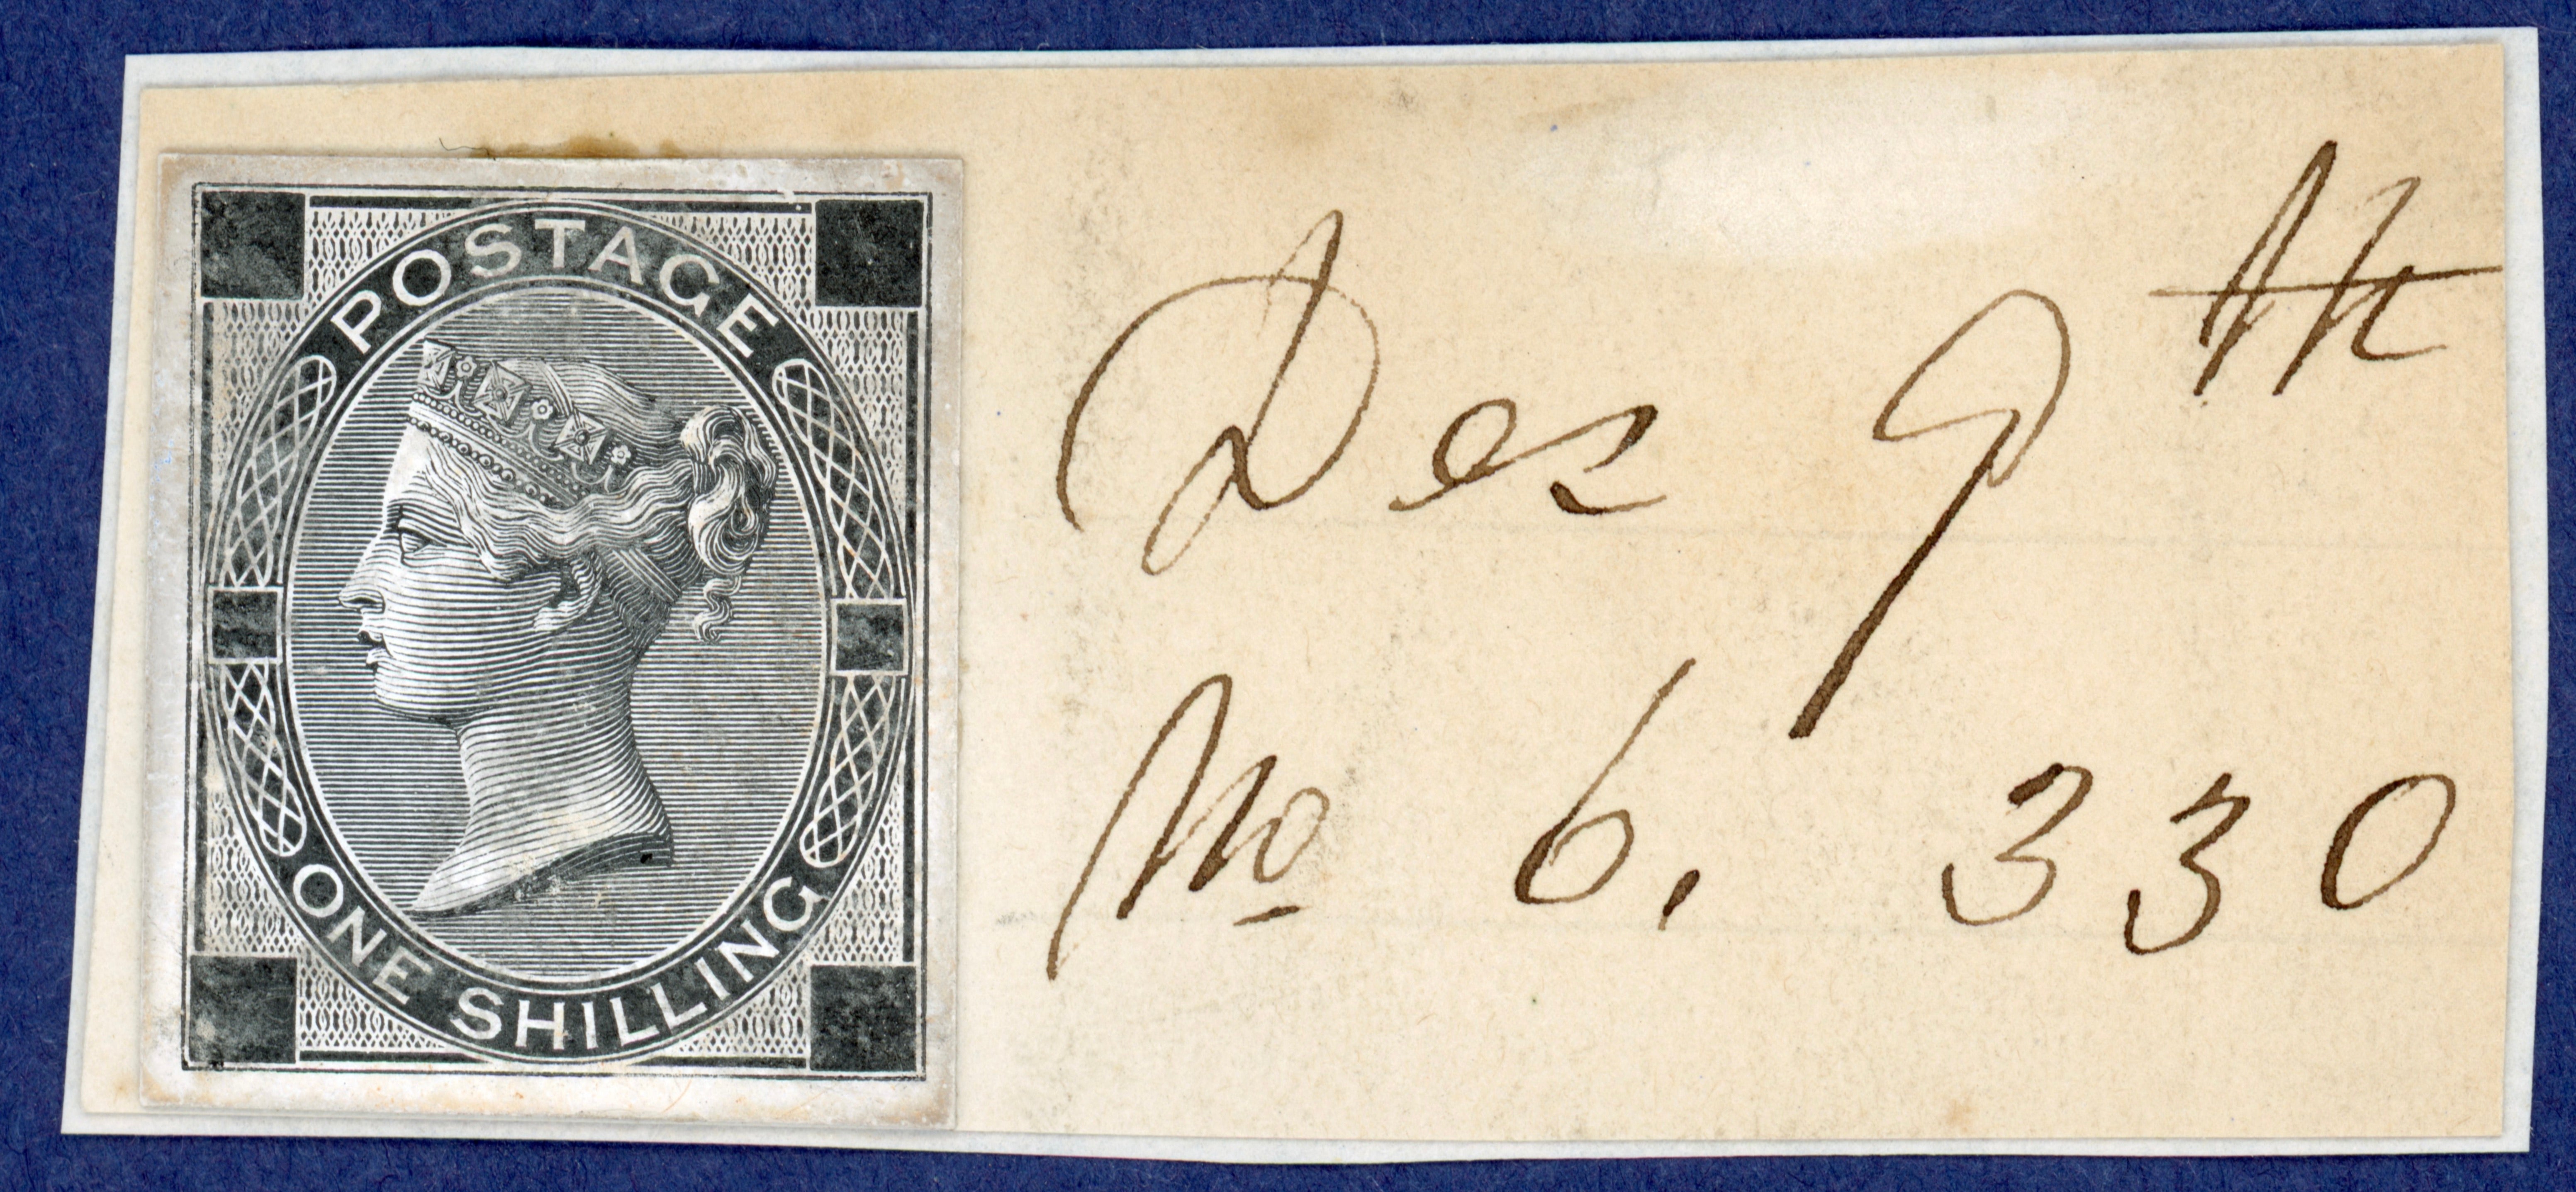 POSTAGE
ONE SHILLING
Dec 9th
No 6. 330